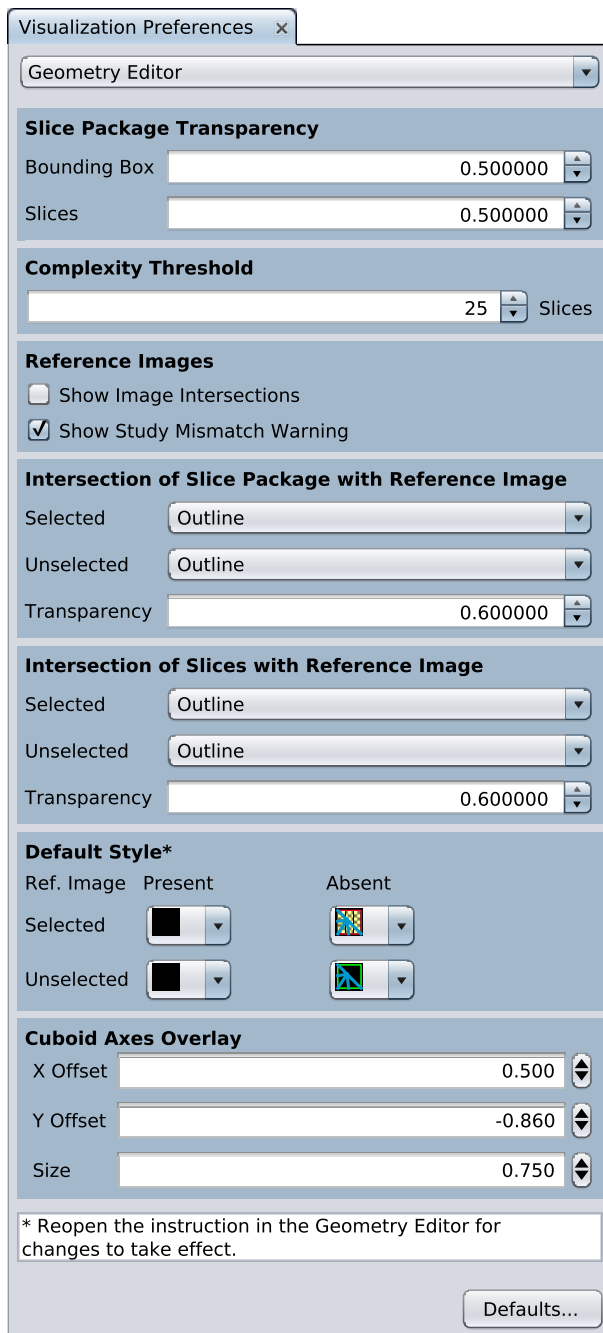 Visualization Preferences
Geometry Editor
Slice Package Transparency
Bounding Box 0.500000
Slices 0.500000
Complexity Threshold
25 Slices
Reference Images
Show Image Intersections
Show Study Mismatch Warning
Intersection of Slice Package with Reference Image
Selected Outline
Unselected Outline
Transparency 0.600000
Intersection of Slices with Reference Image
Selected Outline
Unselected Outline
Transparency 0.600000
Default Style*
Ref. Image Present Absent
Selected
Unselected
Cuboid Axes Overlay
X Offset 0.500
Y Offset -0.860
Size 0.750
* Reopen the instruction in the Geometry Editor for
changes to take effect.
Defaults...